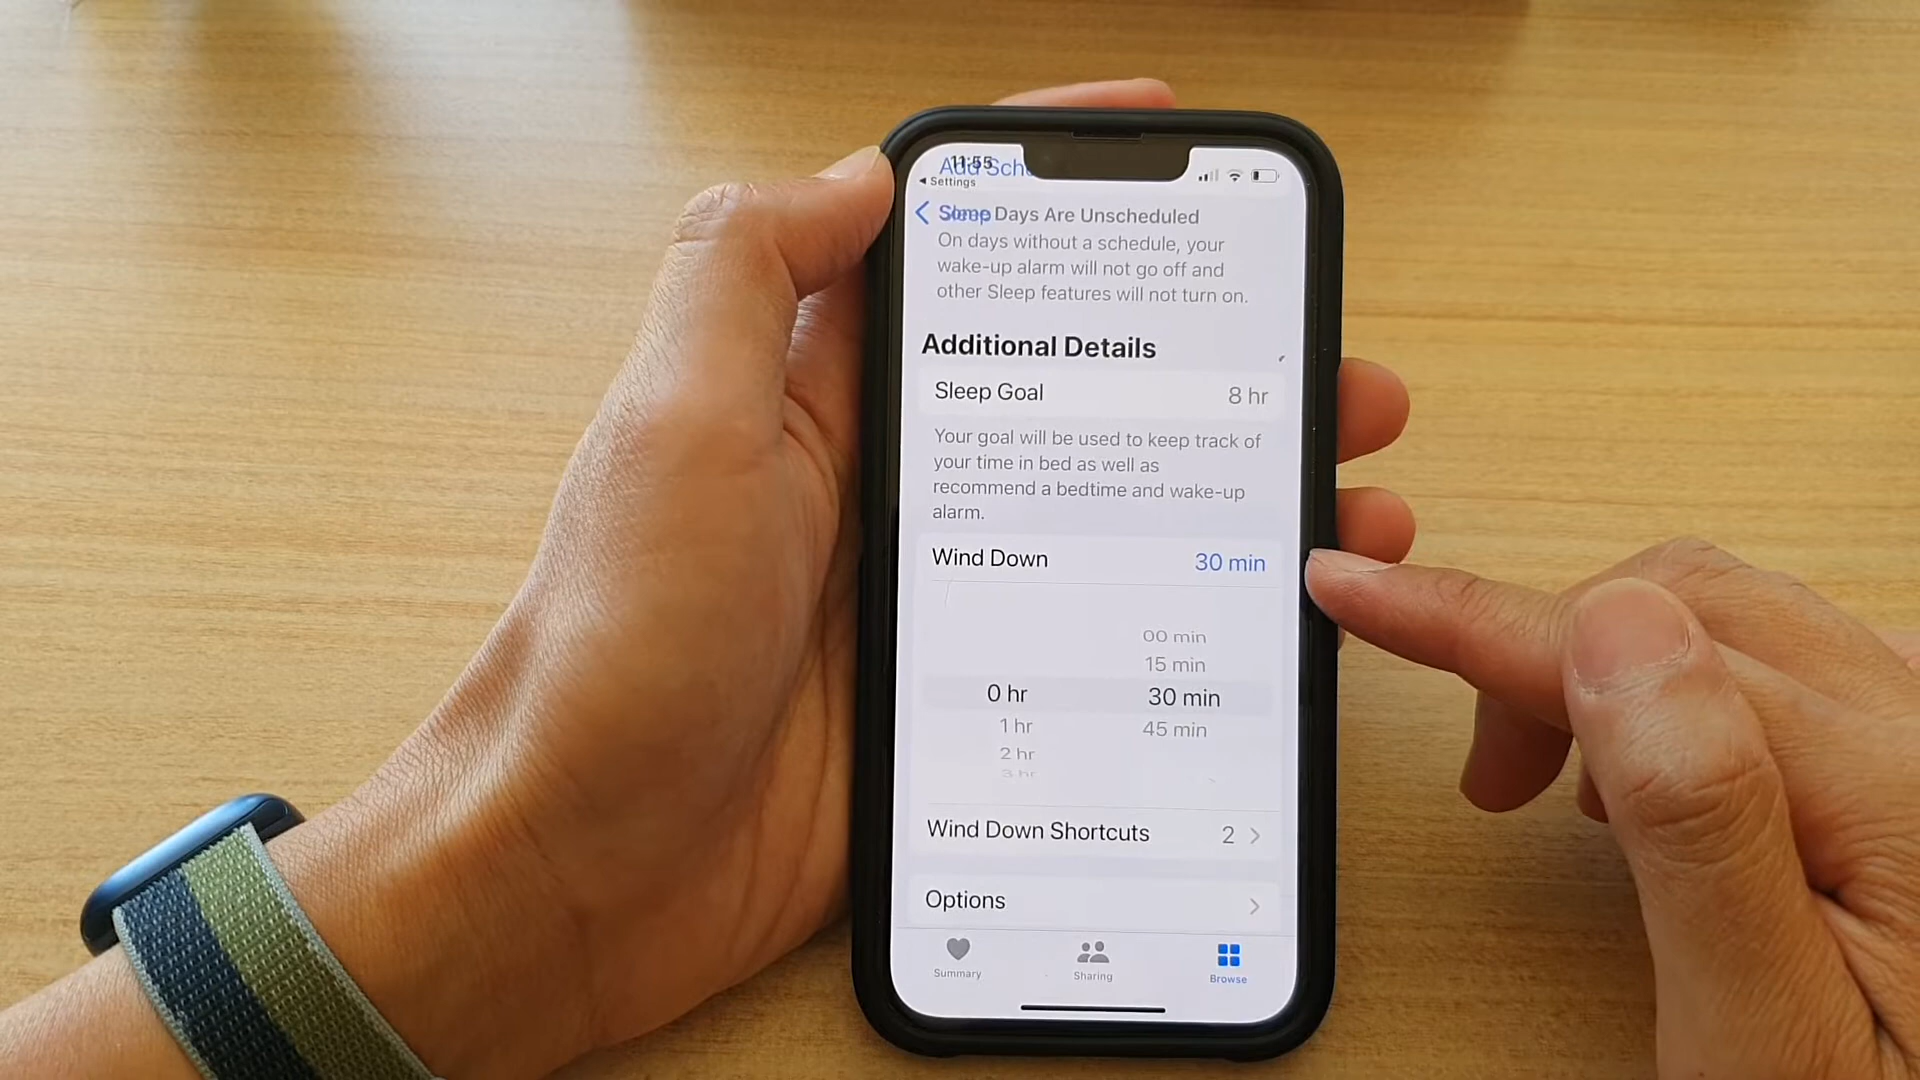 11:55
Add Sch
Settings
Sleep Days Are Unscheduled
On days without a schedule, your
wake-up alarm will not go off and
other Sleep features will not turn on.
Additional Details
Sleep Goal 8 hr
Your goal will be used to keep track of
your time in bed as well as
recommend a bedtime and wake-up
alarm.
Wind Down 30 min
00 min
15 min
0 hr 30 min
1 hr 45 min
2 hr
3 hr
Wind Down Shortcuts 2
Options
Summary Sharing Browse